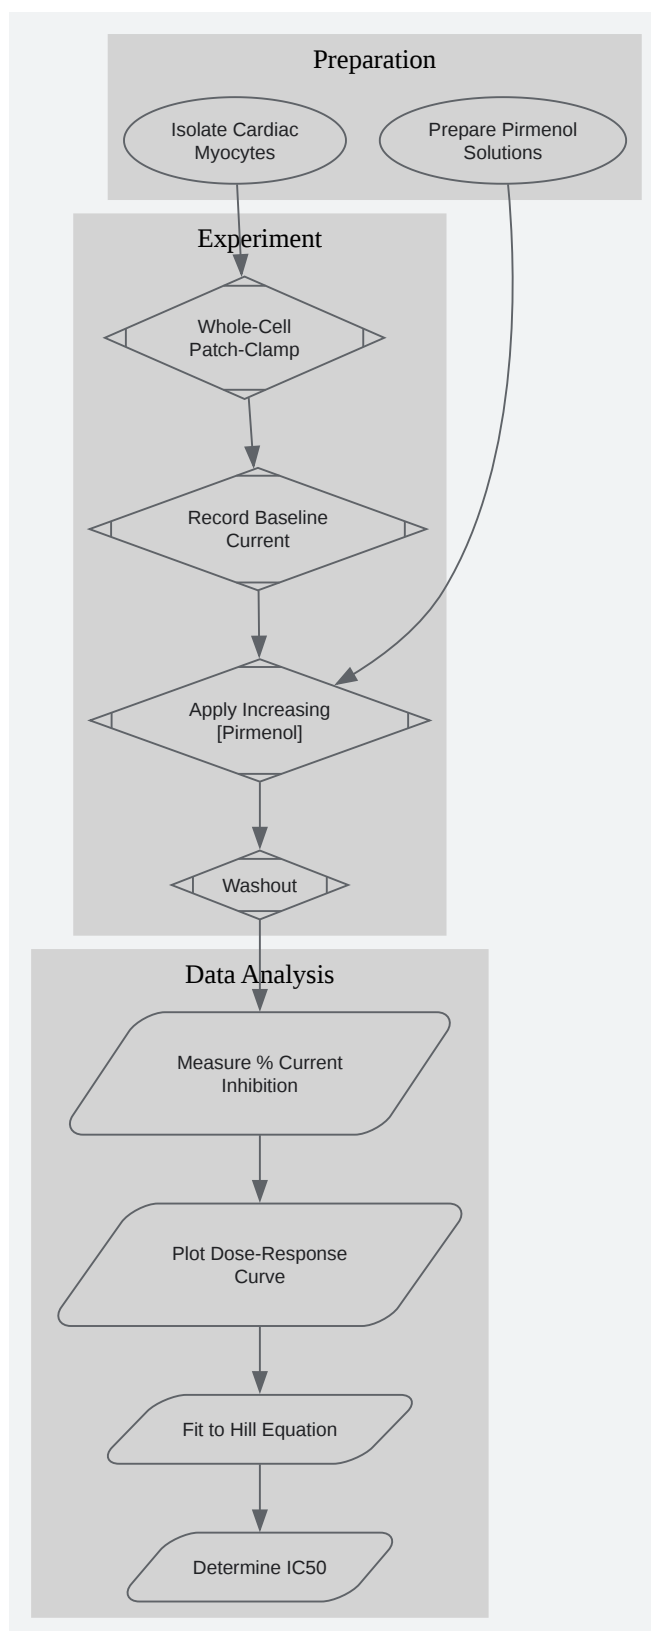 Preparation
Isolate Cardiac
Myocytes
Prepare Pirmenol
Solutions
Experiment
Whole-Cell
Patch-Clamp
Record Baseline
Current
Apply Increasing
[Pirmenol]
Washout
Data Analysis
Measure % Current
Inhibition
Plot Dose-Response
Curve
Fit to Hill Equation
Determine IC50